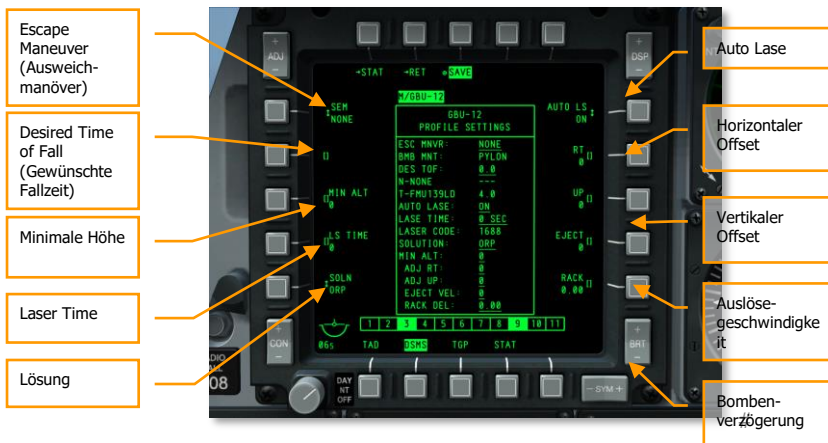 Escape
Maneuver
(Ausweich-
manöver)
Desired Time
of Fall
(Gewünschte
Fallzeit)
Minimale Höhe
Laser Time
Lösung
+
ADJ
-
+
DSP
-
STAT RET SAVE
M/GBU-12
SEM
NONE
MIN ALT
0
LS TIME
0
SOLN
ORP
GBU-12
PROFILE SETTINGS
ESC MNVR: NONE
BMB MNT: PYLON
DES TOF: 0.0
N-NONE ---
T-FMU139LD 4.0
AUTO LASE: ON
LASE TIME: 0 SEC
LASER CODE: 1688
SOLUTION: ORP
MIN ALT: 0
ADJ RT: 0
ADJ UP: 0
EJECT VEL: 0
RACK DEL: 0.00
AUTO LS
ON
RT
0
UP
0
EJECT
0
RACK
0.00
1 2 3 4 5 6 7 8 9 10 11
06s TAD DSMS TGP STAT
+
CON
-
+
BRT
-
DAY
NT
OFF
- SYM +
08
Auto Lase
Horizontaler
Offset
Vertikaler
Offset
Auslöse-
geschwindigke
it
Bomben-
verzögerung